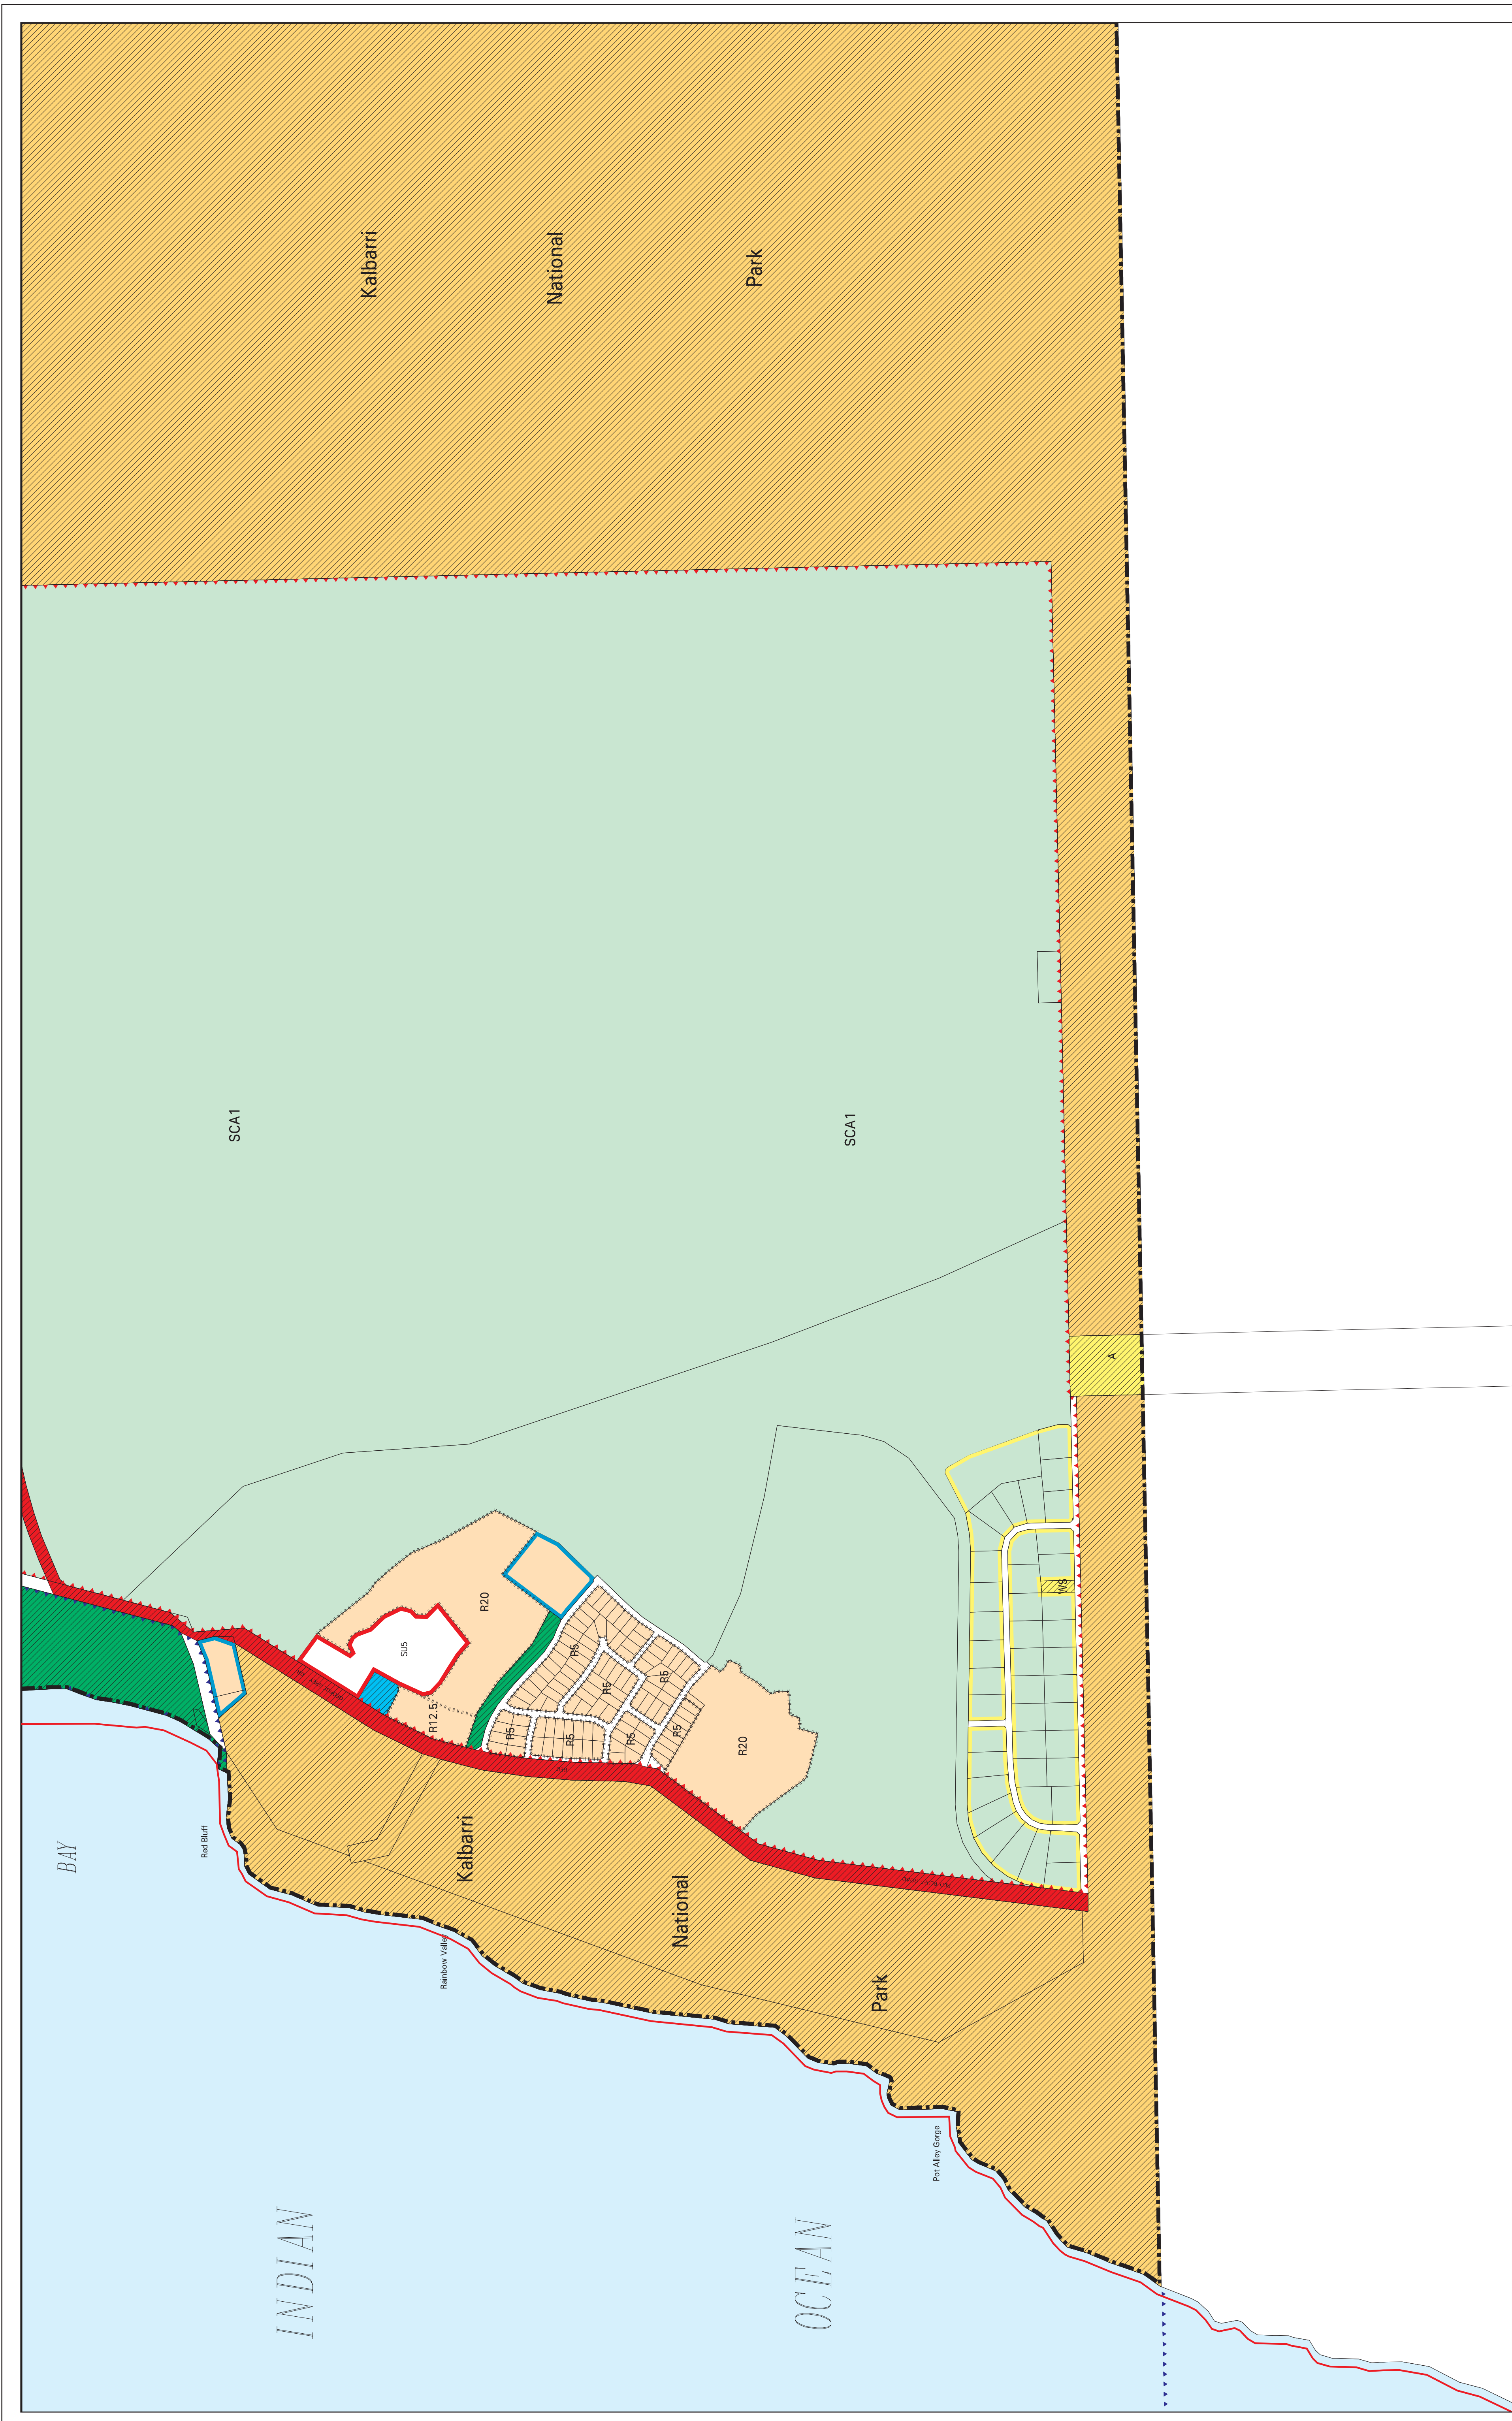 Kalbarri
National
Park
SCA1
SCA1
A
WS
R20
SU5
R12.5
R5
R5
R5
R5
R5
R5
R5
R20
Kalbarri
National
Park
BAY
Red Bluff
Rainbow Valley
Pot Alley Gorge
INDIAN
OCEAN